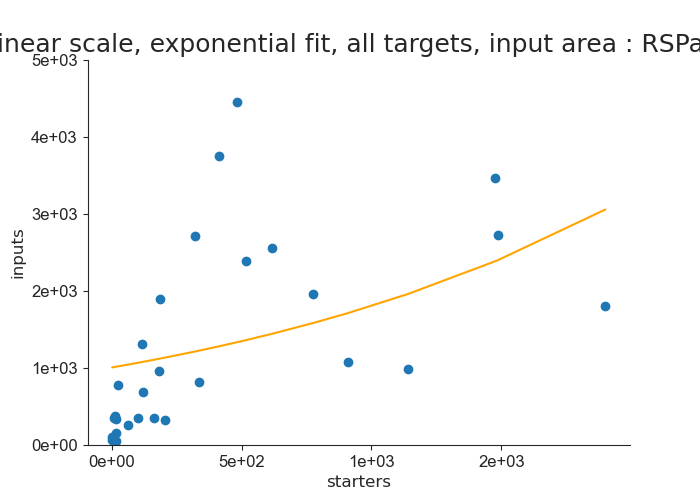 inear scale, exponential fit, all targets, input area : RSPa
5e+03
4e+03
3e+03
2e+03
1e+03
0e+00
inputs
0e+00 5e+02 1e+03 2e+03
starters